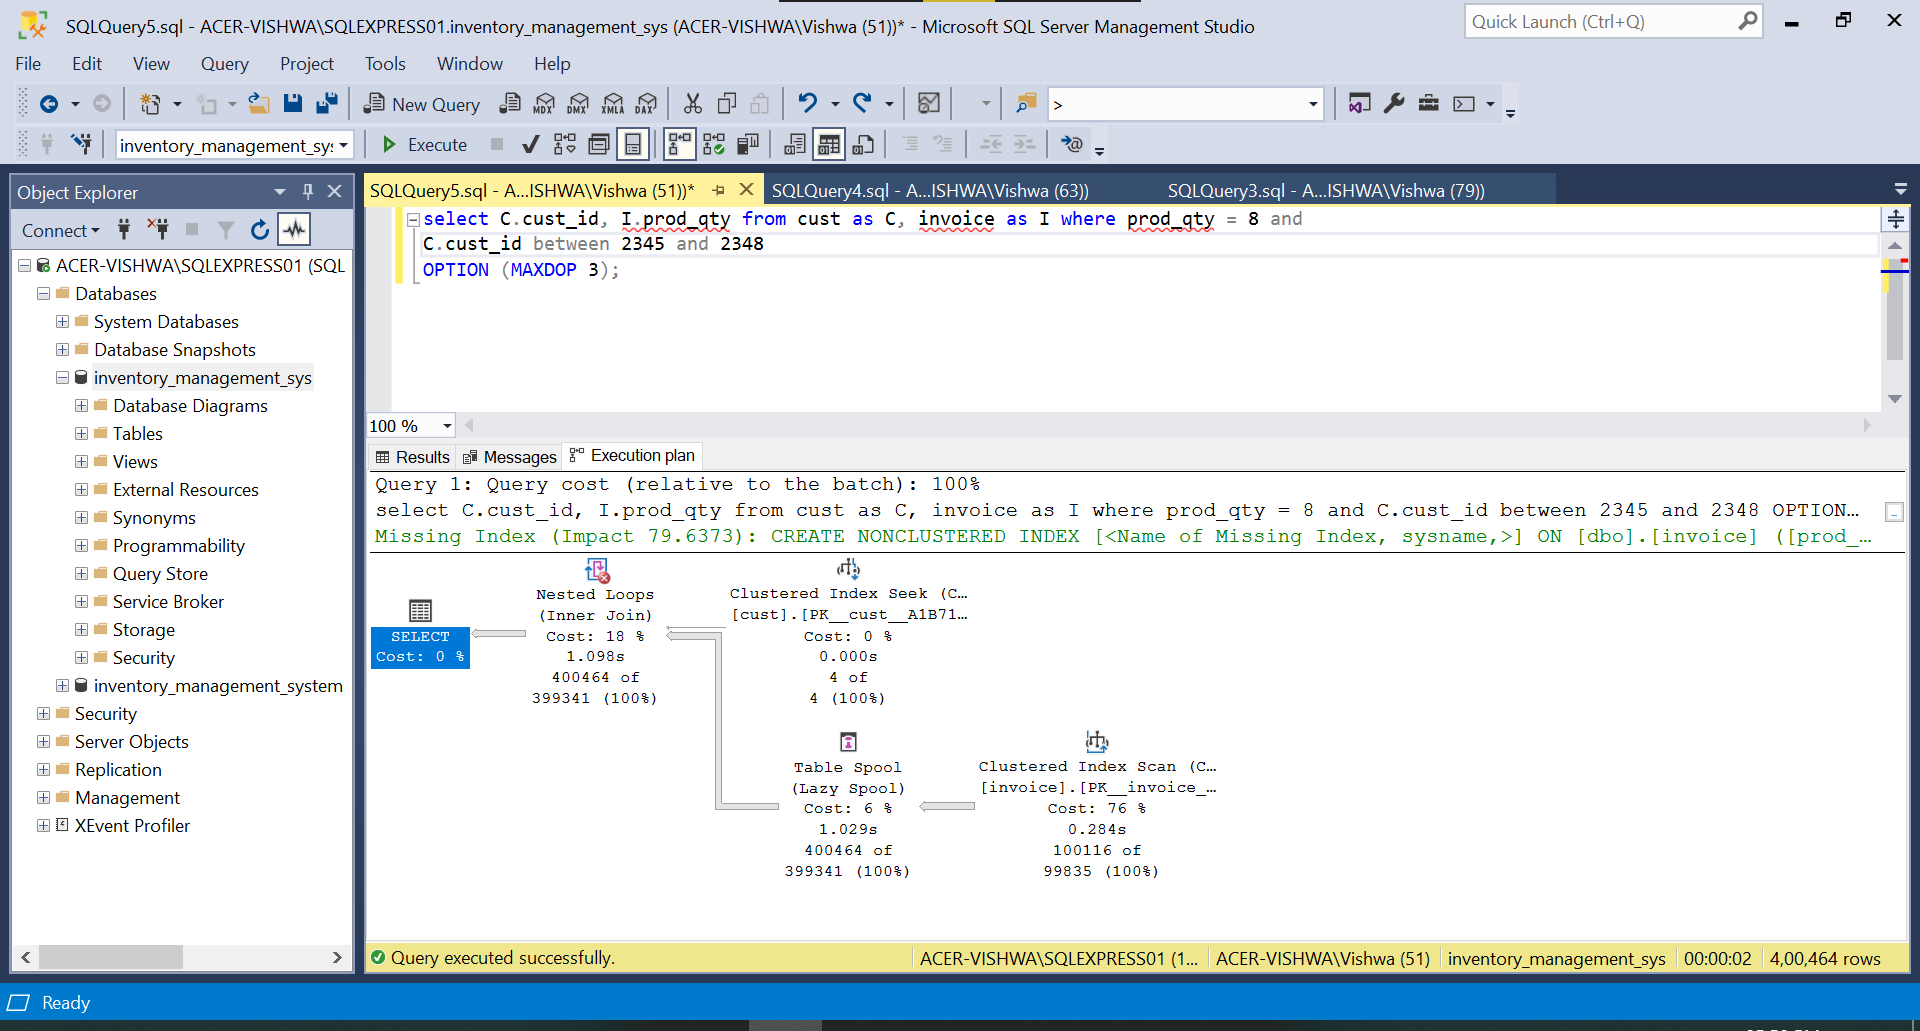 SQLQuery5.sql - ACER-VISHWA\SQLEXPRESS01.inventory_management_sys (ACER-VISHWA\Vishwa (51))* - Microsoft SQL Server Management Studio
Quick Launch (Ctrl+Q)
File Edit View Query Project Tools Window Help
New Query MDX DMX XMLA DAX >
inventory_management_sy: Execute
Object Explorer
Connect
ACER-VISHWA\SQLEXPRESS01 (SQL
Databases
System Databases
Database Snapshots
inventory_management_sys
Database Diagrams
Tables
Views
External Resources
Synonyms
Programmability
Query Store
Service Broker
Storage
Security
inventory_management_system
Security
Server Objects
Replication
Management
XEvent Profiler
SQLQuery5.sql - A...ISHWA\Vishwa (51))* SQLQuery4.sql - A...ISHWA\Vishwa (63)) SQLQuery3.sql - A...ISHWA\Vishwa (79))
select C.cust_id, I.prod_qty from cust as C, invoice as I where prod_qty = 8 and
C.cust_id between 2345 and 2348
OPTION (MAXDOP 3);
100 %
Results Messages Execution plan
Query 1: Query cost (relative to the batch): 100%
select C.cust_id, I.prod_qty from cust as C, invoice as I where prod_qty = 8 and C.cust_id between 2345 and 2348 OPTION...
Missing Index (Impact 79.6373): CREATE NONCLUSTERED INDEX [<Name of Missing Index, sysname,>] ON [dbo].[invoice] ([prod_...
SELECT
Cost: 0 %
Nested Loops
(Inner Join)
Cost: 18 %
1.098s
400464 of
399341 (100%)
Clustered Index Seek (C...
[cust].[PK__cust__A1B71...
Cost: 0 %
0.000s
4 of
4 (100%)
Table Spool
(Lazy Spool)
Cost: 6 %
1.029s
400464 of
399341 (100%)
Clustered Index Scan (C...
[invoice].[PK__invoice_...
Cost: 76 %
0.284s
100116 of
99835 (100%)
Query executed successfully. ACER-VISHWA\SQLEXPRESS01 (1... ACER-VISHWA\Vishwa (51) inventory_management_sys 00:00:02 4,00,464 rows
Ready